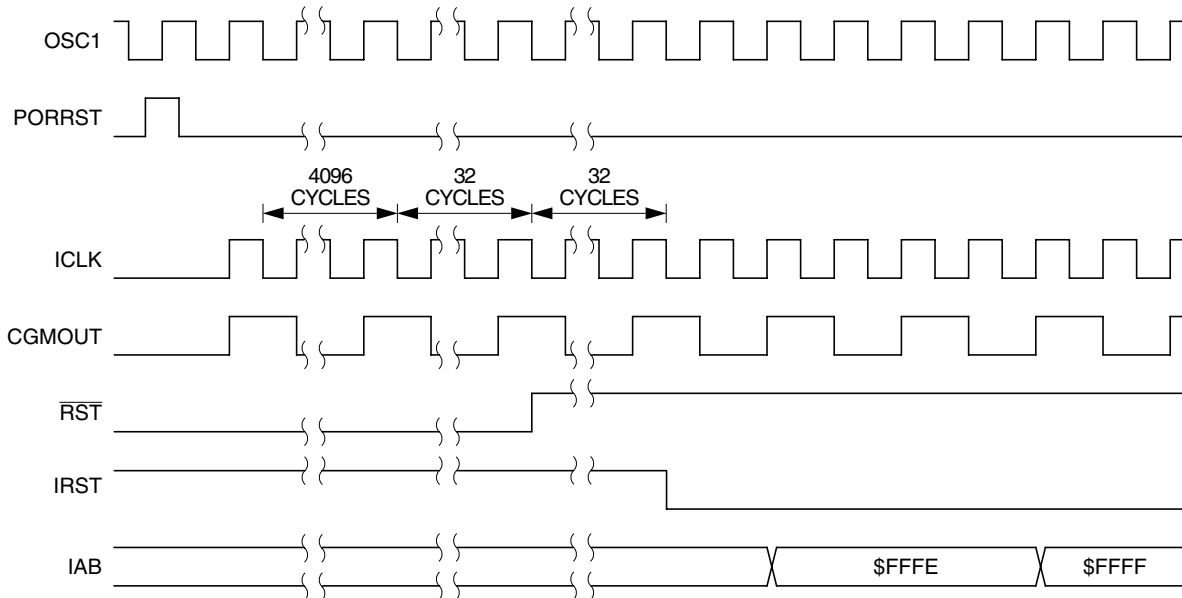 OSC1
PORRST
4096
CYCLES
32
CYCLES
32
CYCLES
ICLK
CGMOUT
RST
IRST
IAB
$FFFE
$FFFF